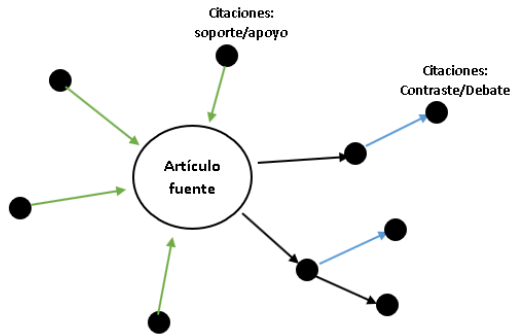 Citaciones:
soporte/apoyo
Citaciones:
Contraste/Debate
Artículo
fuente